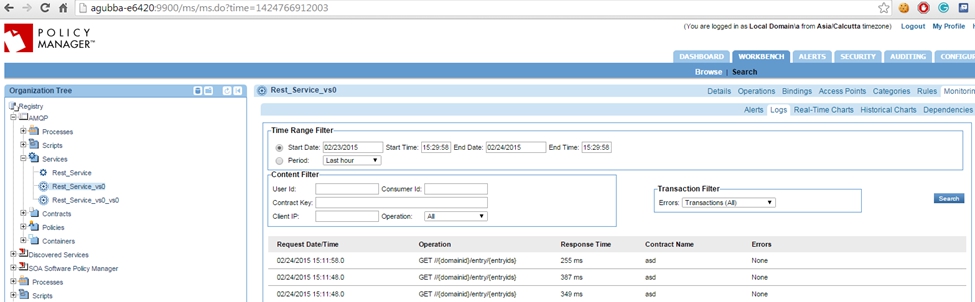 agubba-e6420:9900/ms/ms.do?time=1424766912003
POLICY
MANAGER™
(You are logged in as Local Domain\a from Asia/Calcutta timezone) Logout My Profile
DASHBOARD WORKBENCH ALERTS SECURITY AUDITING CONFIGUR
Browe | Search
Organization Tree
Registry
AMQP
Processes
Scripts
Services
Rest_Service
Rest_Service_vs0
Rest_Service_vs0_vs0
Contracts
Policies
Containers
Discovered Services
SOA Software Policy Manager
Processes
Scripts
Rest_Service_vs0
Details Operations Bindings Access Points Categories Rules Monitorin
Alerts Logs Real-Time Charts Historical Charts Dependencies
Time Range Filter
Start Date: 02/23/2015 Start Time: 15:29:58 End Date: 02/24/2015 End Time: 15:29:58
Period: Last hour
Content Filter
User Id: Consumer Id:
Contract Key:
Client IP: Operation: All
Transaction Filter
Errors: Transactions (All)
Search
Request Date/Time Operation Response Time Contract Name Errors
02/24/2015 15:11:58.0 GET //{domainid}/entry/{entryids} 255 ms asd None
02/24/2015 15:11:48.0 GET //{domainid}/entry/{entryids} 387 ms asd None
02/24/2015 15:11:48.0 GET //{domainid}/entry/{entryids} 349 ms asd None